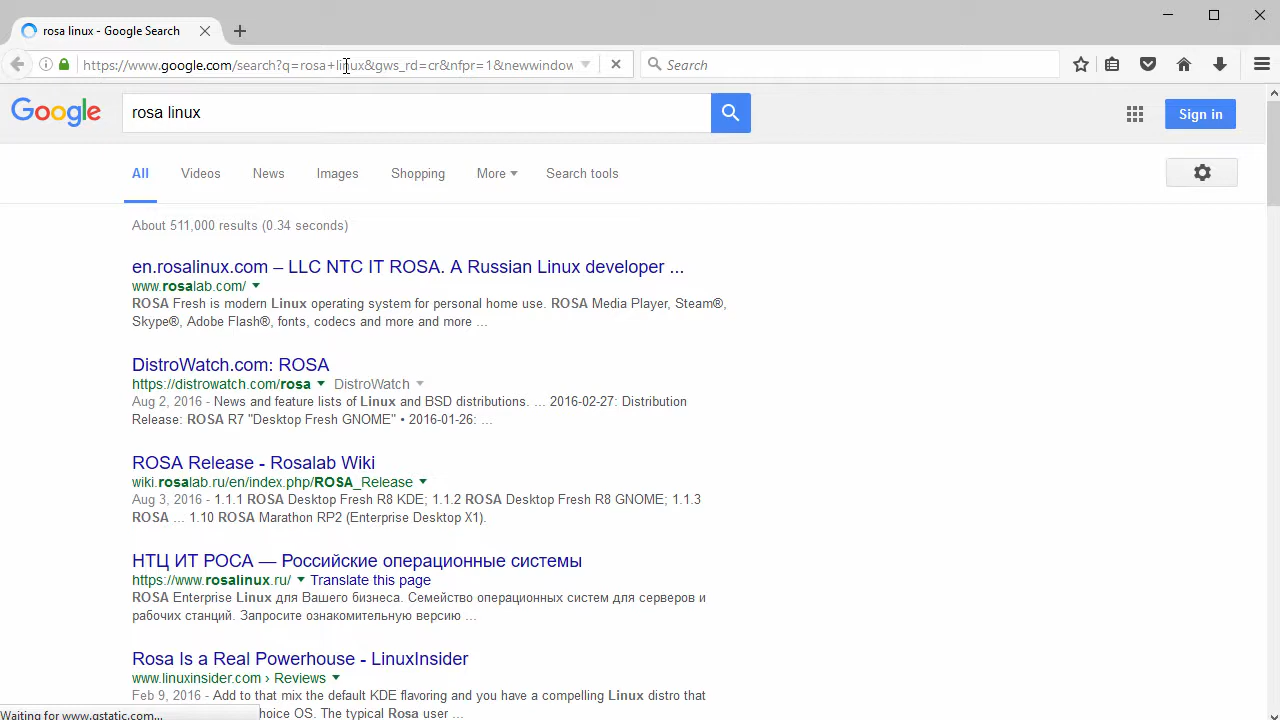 rosa linux - Google Search
https://www.google.com/search?q=rosa+linux&gws_rd=cr&nfpr=1&newwindow
Search
Google
rosa linux
Sign in
All Videos News Images Shopping More Search tools
About 511,000 results (0.34 seconds)
en.rosalinux.com – LLC NTC IT ROSA. A Russian Linux developer ...
www.rosalab.com/
ROSA Fresh is modern Linux operating system for personal home use. ROSA Media Player, Steam®,
Skype®, Adobe Flash®, fonts, codecs and more and more ...
DistroWatch.com: ROSA
https://distrowatch.com/rosa DistroWatch
Aug 2, 2016 - News and feature lists of Linux and BSD distributions. ... 2016-02-27: Distribution
Release: ROSA R7 "Desktop Fresh GNOME" • 2016-01-26: ...
ROSA Release - Rosalab Wiki
wiki.rosalab.ru/en/index.php/ROSA_Release
Aug 3, 2016 - 1.1.1 ROSA Desktop Fresh R8 KDE; 1.1.2 ROSA Desktop Fresh R8 GNOME; 1.1.3
ROSA ... 1.10 ROSA Marathon RP2 (Enterprise Desktop X1).
НТЦ ИТ РОСА — Российские операционные системы
https://www.rosalinux.ru/ Translate this page
ROSA Enterprise Linux для Вашего бизнеса. Семейство операционных систем для серверов и
рабочих станций. Запросите ознакомительную версию ...
Rosa Is a Real Powerhouse - LinuxInsider
www.linuxinsider.com › Reviews
Feb 9, 2016 - Add to that mix the default KDE flavoring and you have a compelling Linux distro that
hoice OS. The typical Rosa user ...
Waiting for www.gstatic.com...